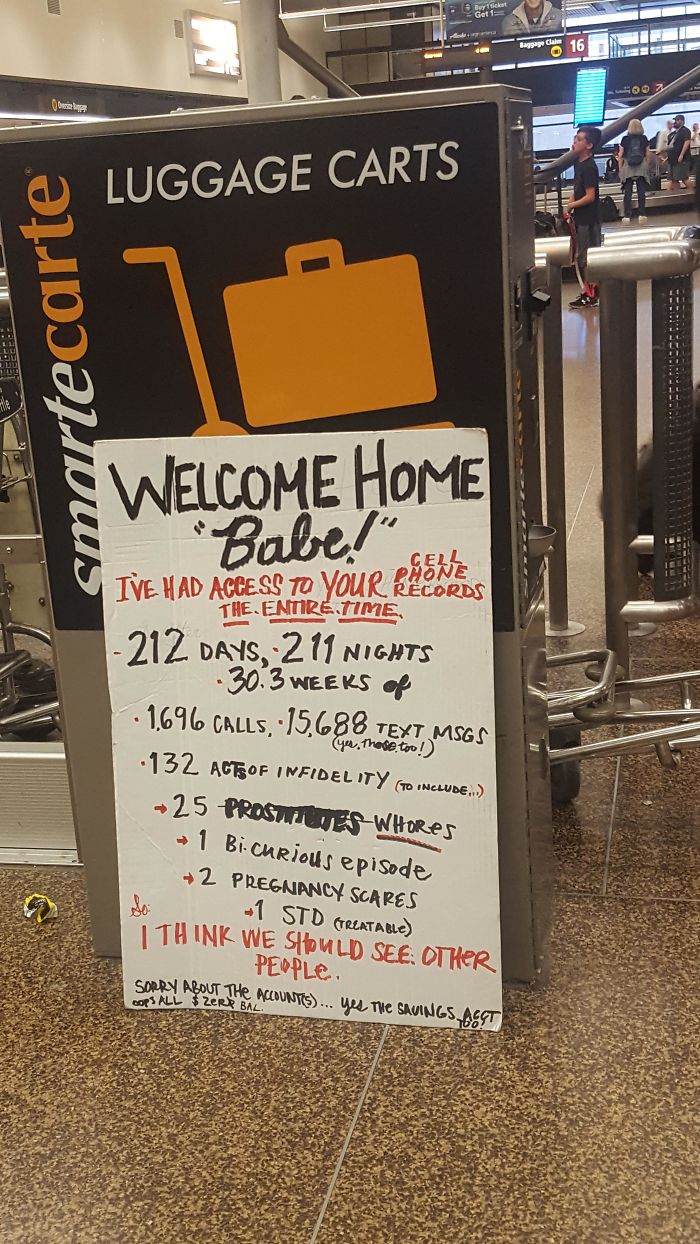 Buy 1 ticket
Get 1
Baggage Claim 16
Oversize Baggage
LUGGAGE CARTS
smartecarte
WELCOME HOME
"Babe!"
I'VE HAD ACCESS TO YOUR CELL PHONE RECORDS
THE ENTIRE TIME.
- 212 DAYS, · 211 NIGHTS
· 30.3 WEEKS of
· 1,696 CALLS, · 15,688 TEXT MSGS
(yes, those too!)
· 132 ACTS OF INFIDELITY (TO INCLUDE...)
→ 25 PROSTITUTES WHORES
→ 1 Bi-curious episode
→ 2 PREGNANCY SCARES
→ 1 STD (TREATABLE)
So:
I THINK WE SHOULD SEE OTHER
PEOPLE.
SORRY ABOUT THE ACCOUNT(S)... yes THE SAVINGS ACCT
TOO!
OOPS ALL $ ZERO BAL.